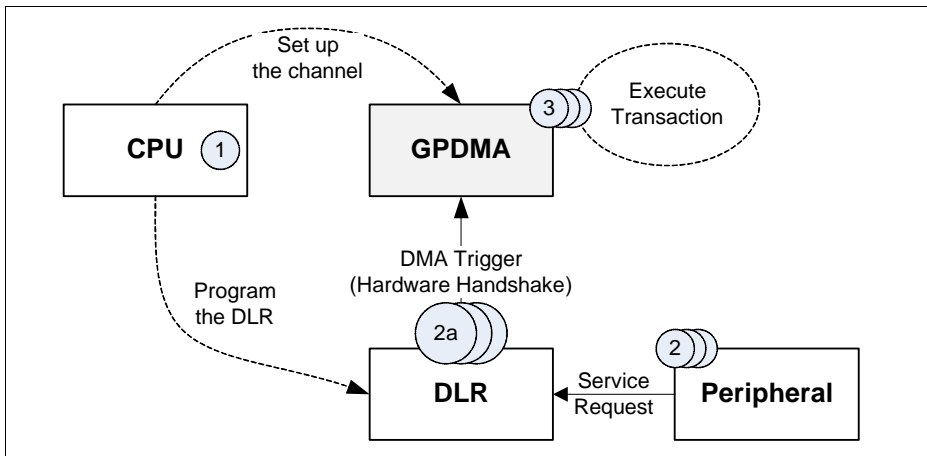 Set up
the channel
CPU
1
GPDMA
3
Execute
Transaction
DMA Trigger
(Hardware Handshake)
Program
the DLR
2a
DLR
2
Service
Request
Peripheral